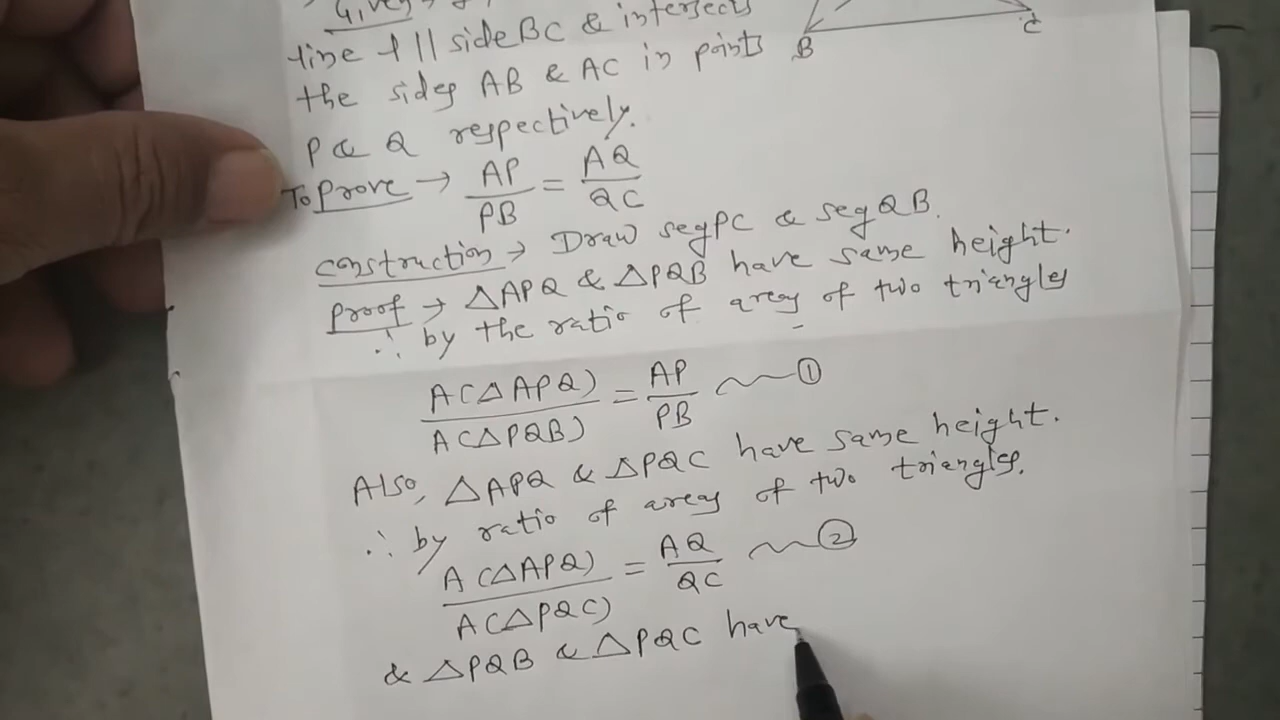 Given →
line l || side BC & intersects
the sides AB & AC in points
P & Q respectively.
B
C
To prove → AP/PB = AQ/QC
construction → Draw seg PC & seg QB.
proof → △APQ & △PQB have same height.
∴ by the ratio of areas of two triangles
A(△APQ)/A(△PQB) = AP/PB ~ ①
Also, △APQ & △PQC have same height.
∴ by ratio of areas of two triangles.
A(△APQ)/A(△PQC) = AQ/QC ~ ②
& △PQB & △PQC have